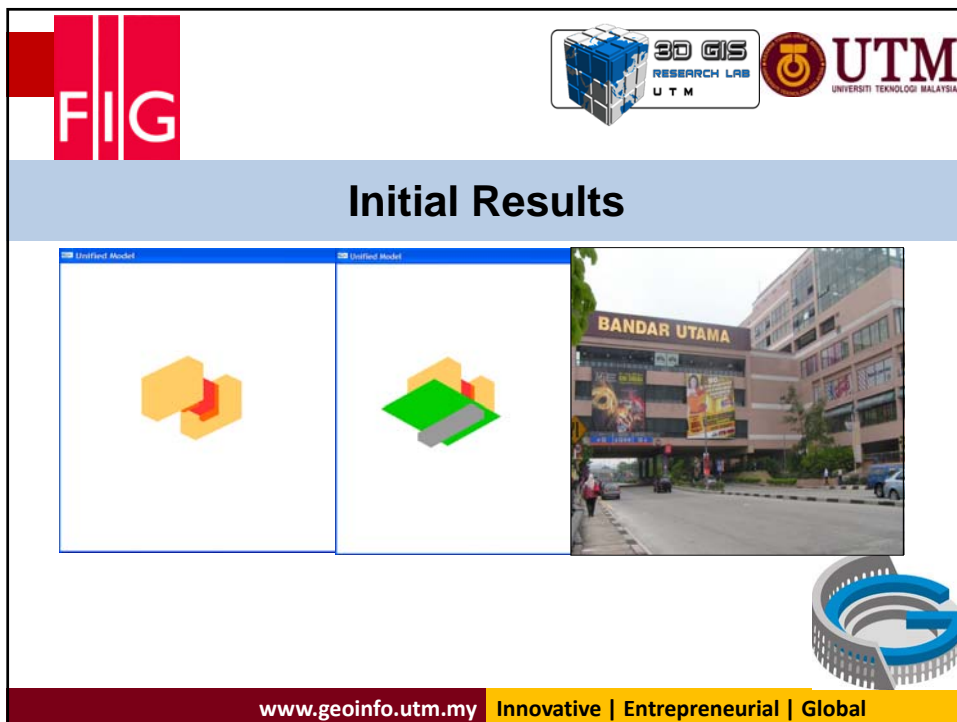 FIG
3D GIS
RESEARCH LAB
UTM
UTM
UNIVERSITI TEKNOLOGI MALAYSIA
Initial Results
Unified Model
Unified Model
BANDAR UTAMA
www.geoinfo.utm.my
Innovative | Entrepreneurial | Global